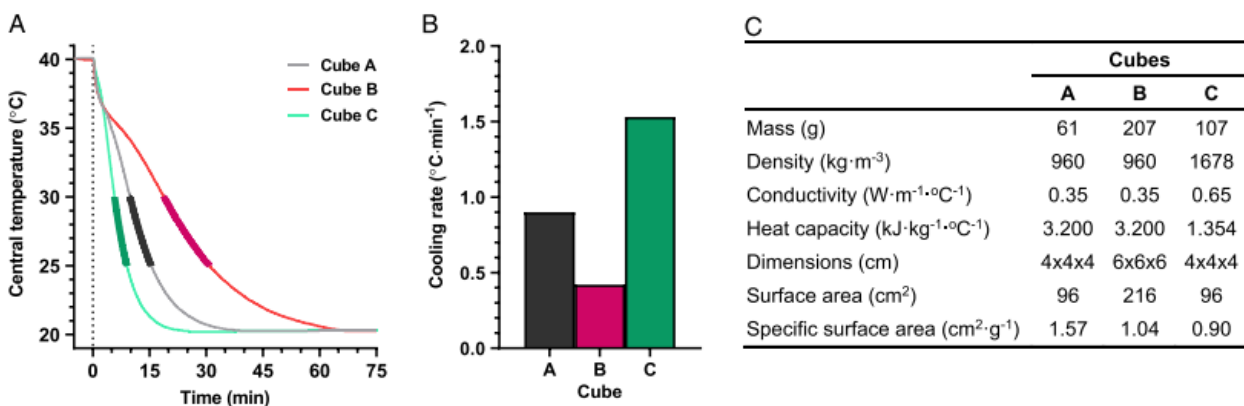 A
Central temperature (°C)
40
35
30
25
20
0 15 30 45 60 75
Time (min)
Cube A
Cube B
Cube C
B
Cooling rate (°C·min⁻¹)
2.0
1.5
1.0
0.5
0.0
A B C
Cube
C
Cubes
A B C
Mass (g) 61 207 107
Density (kg·m⁻³) 960 960 1678
Conductivity (W·m⁻¹·ºC⁻¹) 0.35 0.35 0.65
Heat capacity (kJ·kg⁻¹·ºC⁻¹) 3.200 3.200 1.354
Dimensions (cm) 4x4x4 6x6x6 4x4x4
Surface area (cm²) 96 216 96
Specific surface area (cm²·g⁻¹) 1.57 1.04 0.90